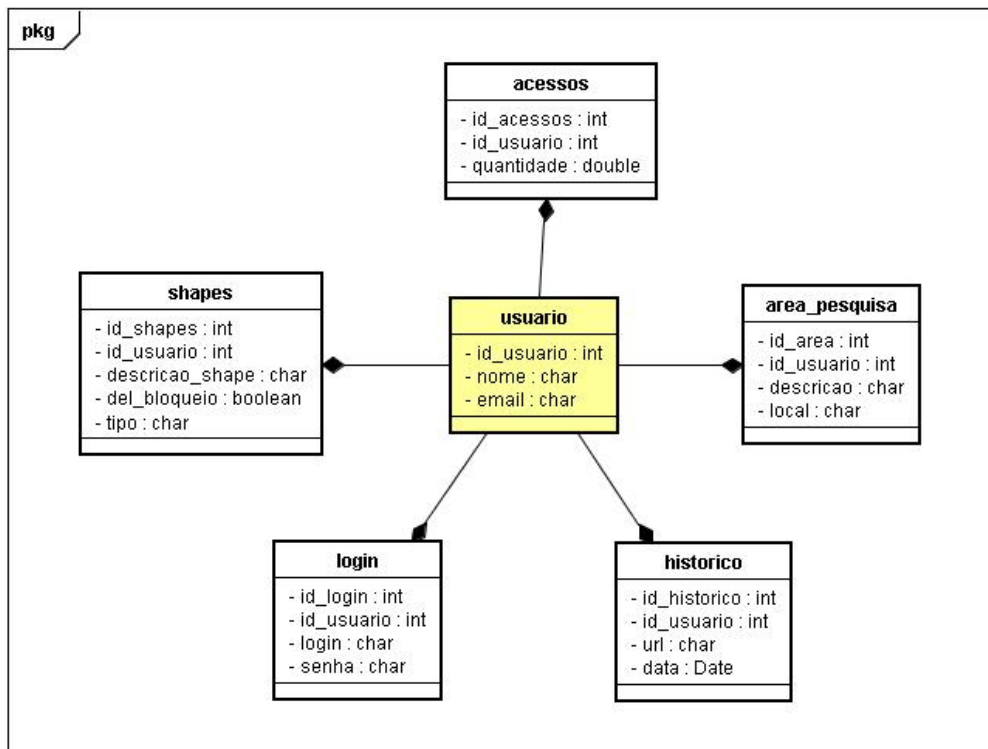 pkg
acessos
- id_acessos : int
- id_usuario : int
- quantidade : double
shapes
- id_shapes : int
- id_usuario : int
- descricao_shape : char
- del_bloqueio : boolean
- tipo : char
usuario
- id_usuario : int
- nome : char
- email : char
area_pesquisa
- id_area : int
- id_usuario : int
- descricao : char
- local : char
login
- id_login : int
- id_usuario : int
- login : char
- senha : char
historico
- id_historico : int
- id_usuario : int
- url : char
- data : Date